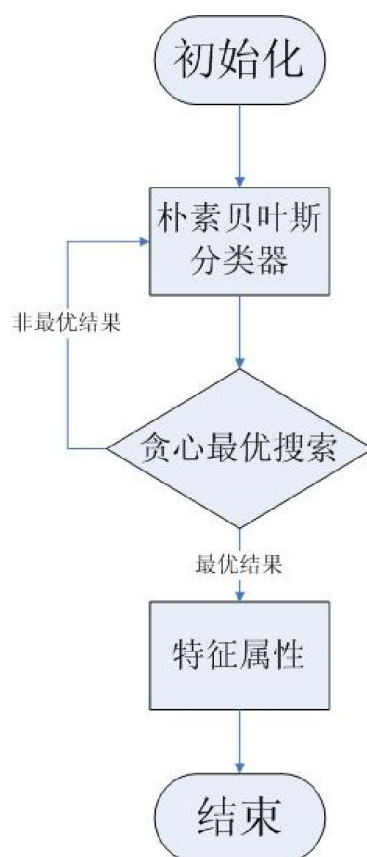 初始化
朴素贝叶斯
分类器
非最优结果
贪心最优搜索
最优结果
特征属性
结束